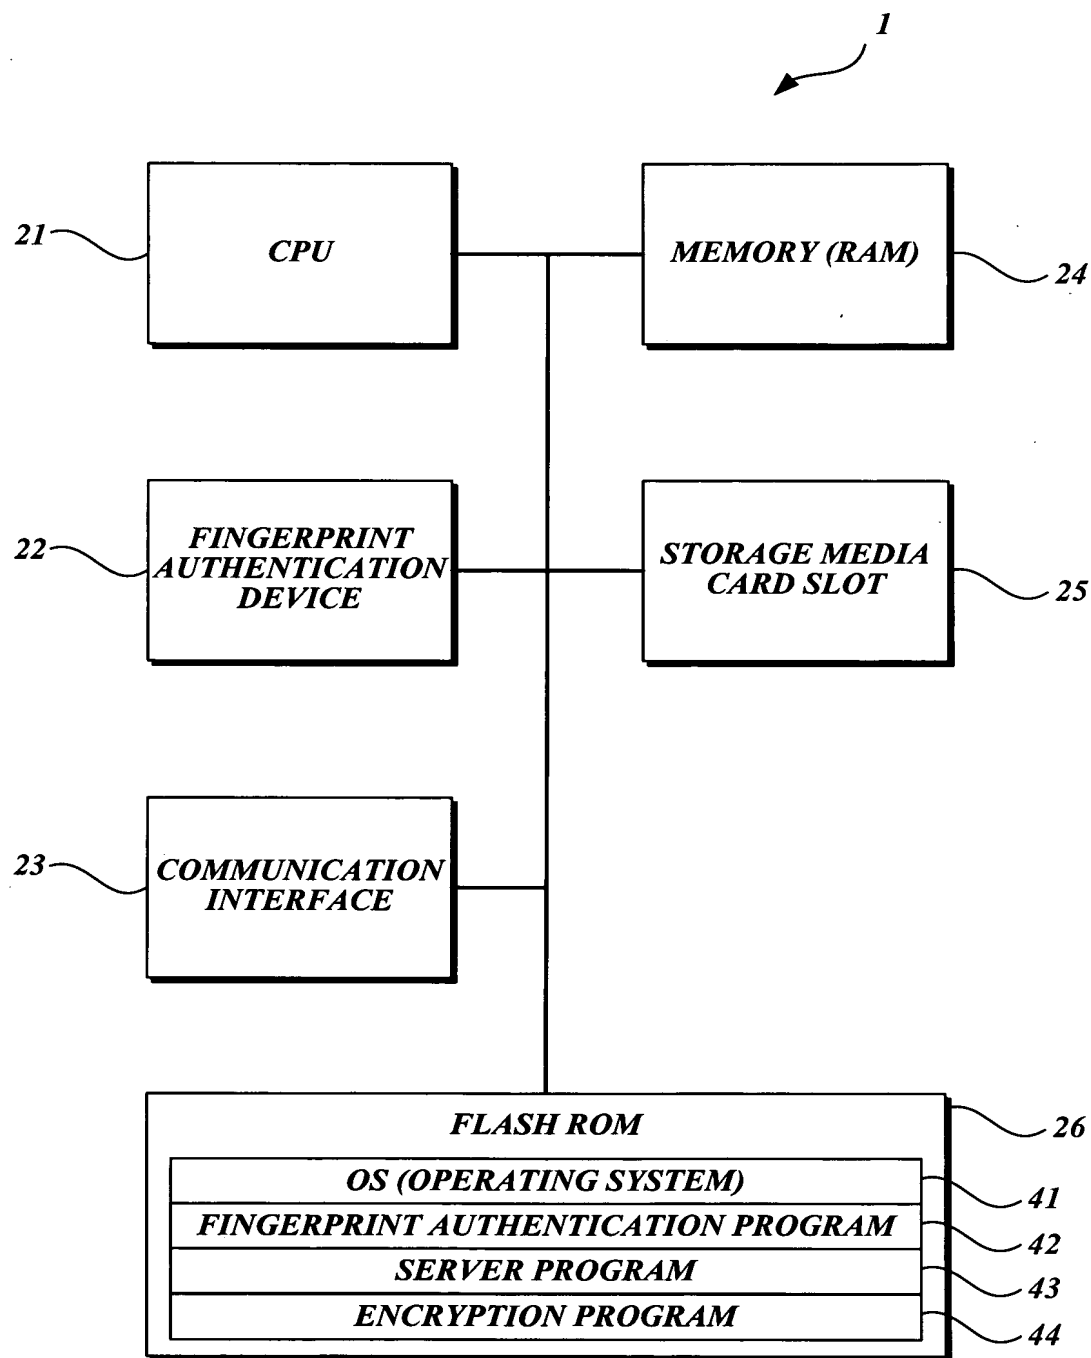 1
21
CPU
MEMORY (RAM)
24
22
FINGERPRINT
AUTHENTICATION
DEVICE
STORAGE MEDIA
CARD SLOT
25
23
COMMUNICATION
INTERFACE
FLASH ROM
26
OS (OPERATING SYSTEM)
41
FINGERPRINT AUTHENTICATION PROGRAM
42
SERVER PROGRAM
43
ENCRYPTION PROGRAM
44